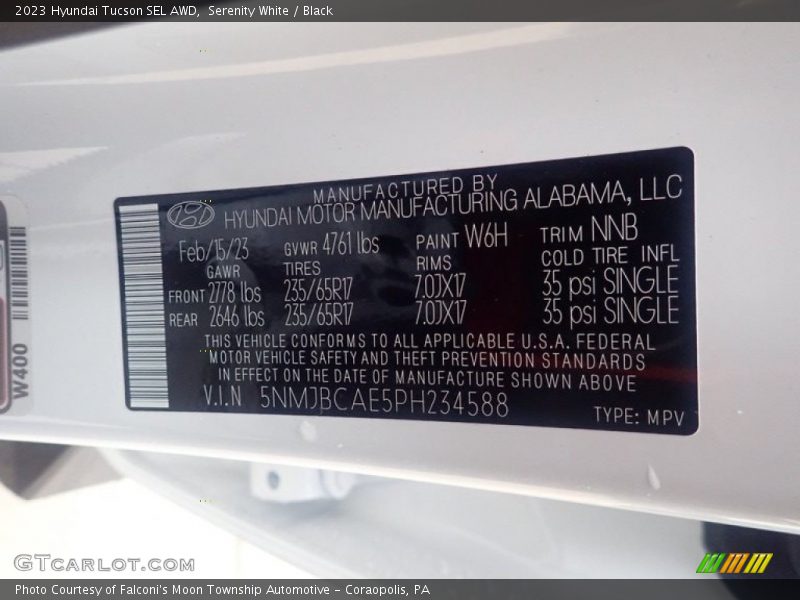 2023 Hyundai Tucson SEL AWD, Serenity White / Black
MANUFACTURED BY
HYUNDAI MOTOR MANUFACTURING ALABAMA, LLC
Feb/15/23 GVWR 4761 lbs PAINT W6H TRIM NNB
GAWR TIRES RIMS COLD TIRE INFL
FRONT 2778 lbs 235/65R17 7.0JX17 35 psi SINGLE
REAR 2646 lbs 235/65R17 7.0JX17 35 psi SINGLE
THIS VEHICLE CONFORMS TO ALL APPLICABLE U.S.A. FEDERAL
MOTOR VEHICLE SAFETY AND THEFT PREVENTION STANDARDS
IN EFFECT ON THE DATE OF MANUFACTURE SHOWN ABOVE
V.I.N 5NMJBCAE5PH234588
TYPE: MPV
W400
GTCARLOT.COM
Photo Courtesy of Falconi's Moon Township Automotive - Coraopolis, PA